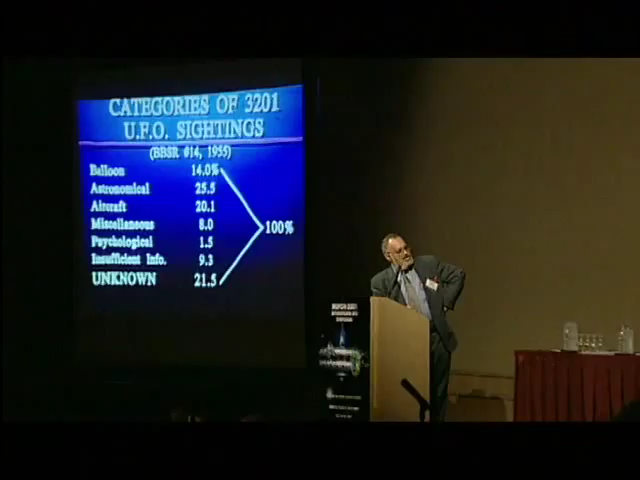 CATEGORIES OF 3201
U.F.O. SIGHTINGS
(BBSR #14, 1955)
Balloon 14.0%
Astronomical 25.5
Aircraft 20.1
Miscellaneous 8.0
Psychological 1.5
Insufficient Info. 9.3
UNKNOWN 21.5
100%
SYMPOSIUM